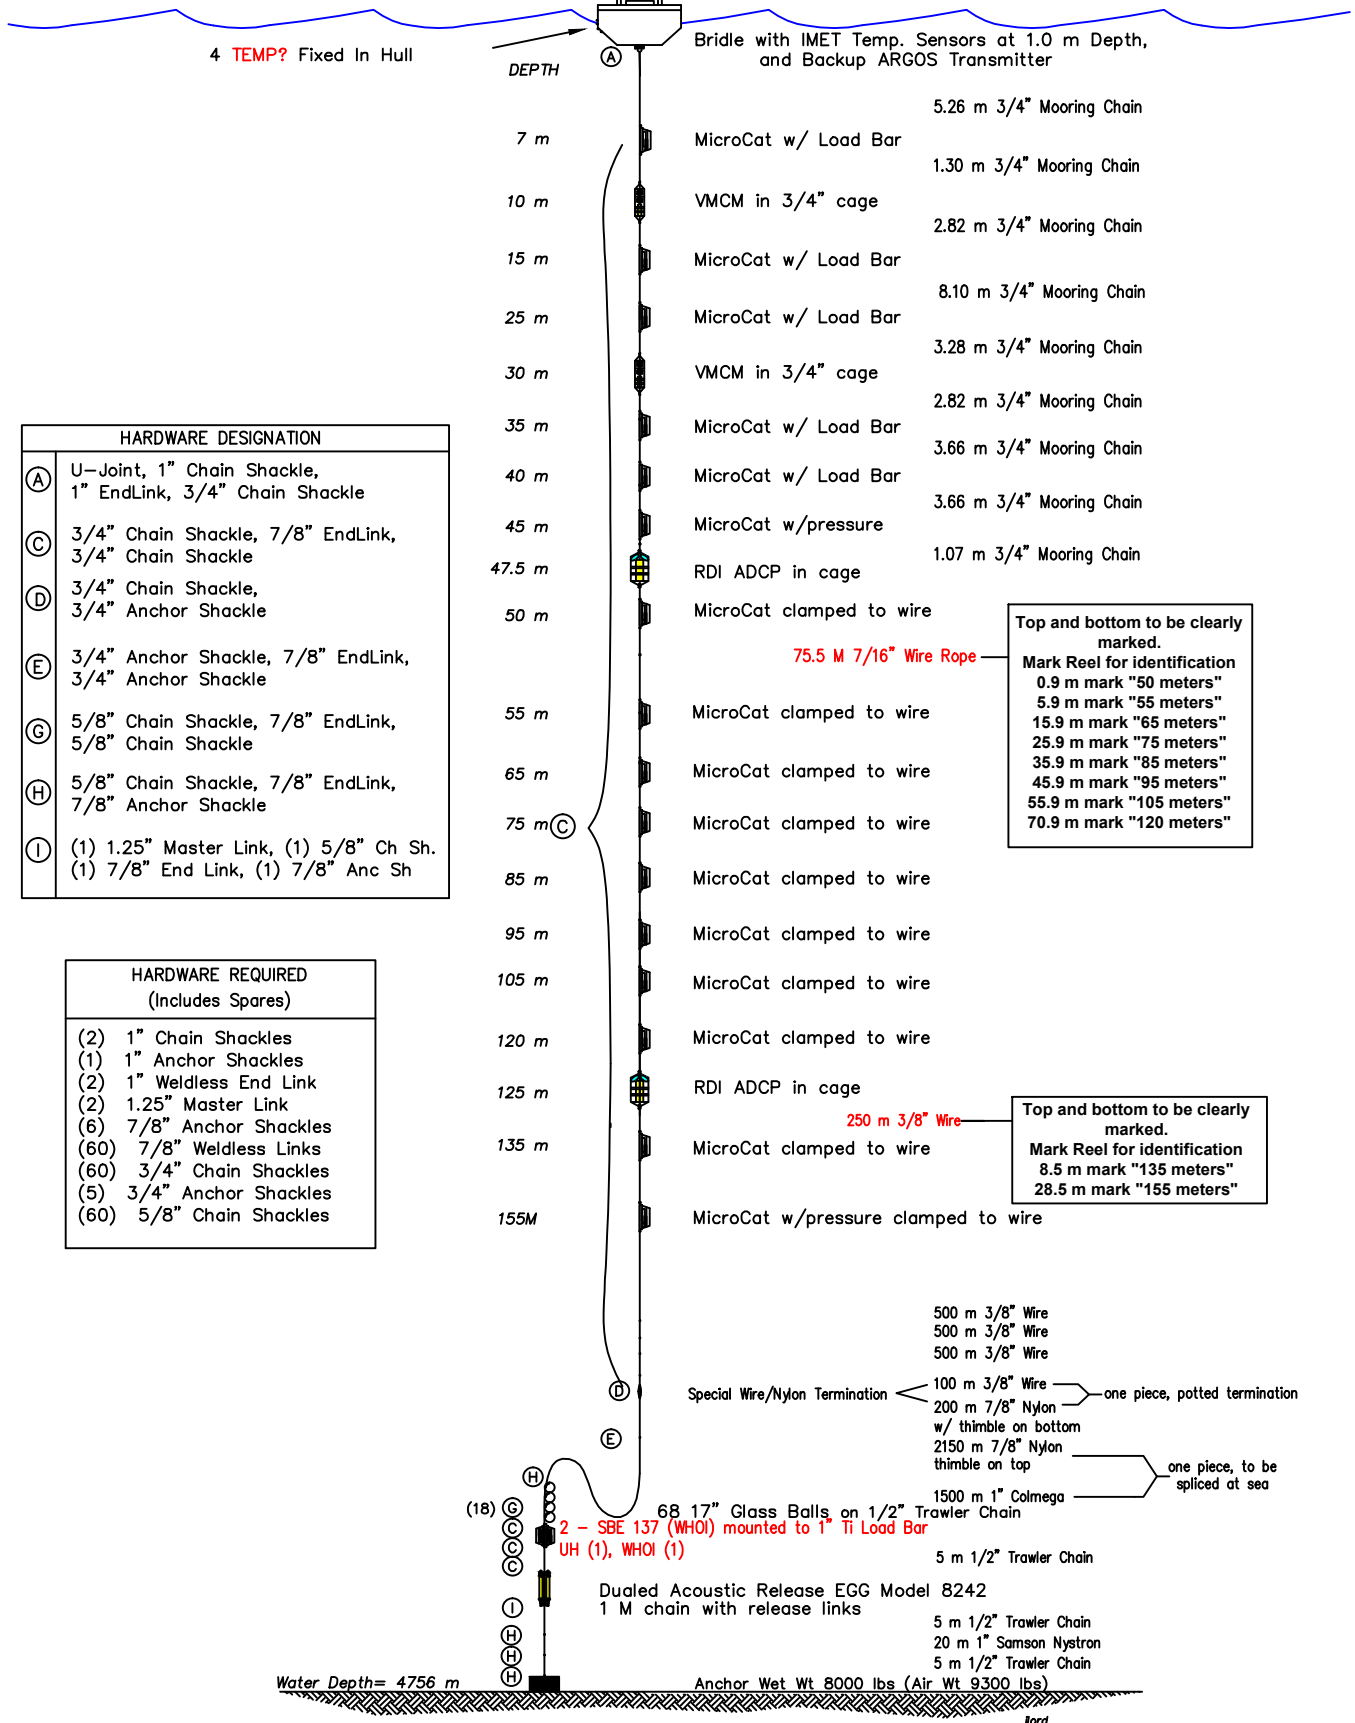 4 TEMP? Fixed In Hull
Bridle with IMET Temp. Sensors at 1.0 m Depth,
and Backup ARGOS Transmitter
A
DEPTH
5.26 m 3/4" Mooring Chain
7 m
MicroCat w/ Load Bar
1.30 m 3/4" Mooring Chain
10 m
VMCM in 3/4" cage
2.82 m 3/4" Mooring Chain
15 m
MicroCat w/ Load Bar
8.10 m 3/4" Mooring Chain
25 m
MicroCat w/ Load Bar
3.28 m 3/4" Mooring Chain
30 m
VMCM in 3/4" cage
2.82 m 3/4" Mooring Chain
35 m
MicroCat w/ Load Bar
3.66 m 3/4" Mooring Chain
40 m
MicroCat w/ Load Bar
3.66 m 3/4" Mooring Chain
45 m
MicroCat w/pressure
1.07 m 3/4" Mooring Chain
47.5 m
RDI ADCP in cage
50 m
MicroCat clamped to wire
75.5 M 7/16" Wire Rope
Top and bottom to be clearly
marked.
Mark Reel for identification
0.9 m mark "50 meters"
5.9 m mark "55 meters"
15.9 m mark "65 meters"
25.9 m mark "75 meters"
35.9 m mark "85 meters"
45.9 m mark "95 meters"
55.9 m mark "105 meters"
70.9 m mark "120 meters"
55 m
MicroCat clamped to wire
65 m
MicroCat clamped to wire
75 m
C
MicroCat clamped to wire
85 m
MicroCat clamped to wire
95 m
MicroCat clamped to wire
105 m
MicroCat clamped to wire
120 m
MicroCat clamped to wire
125 m
RDI ADCP in cage
250 m 3/8" Wire
Top and bottom to be clearly
marked.
Mark Reel for identification
8.5 m mark "135 meters"
28.5 m mark "155 meters"
135 m
MicroCat clamped to wire
155M
MicroCat w/pressure clamped to wire
HARDWARE DESIGNATION
A
U-Joint, 1" Chain Shackle,
1" EndLink, 3/4" Chain Shackle
C
3/4" Chain Shackle, 7/8" EndLink,
3/4" Chain Shackle
D
3/4" Chain Shackle,
3/4" Anchor Shackle
E
3/4" Anchor Shackle, 7/8" EndLink,
3/4" Anchor Shackle
G
5/8" Chain Shackle, 7/8" EndLink,
5/8" Chain Shackle
H
5/8" Chain Shackle, 7/8" EndLink,
7/8" Anchor Shackle
I
(1) 1.25" Master Link, (1) 5/8" Ch Sh.
(1) 7/8" End Link, (1) 7/8" Anc Sh
HARDWARE REQUIRED
(Includes Spares)
(2) 1" Chain Shackles
(1) 1" Anchor Shackles
(2) 1" Weldless End Link
(2) 1.25" Master Link
(6) 7/8" Anchor Shackles
(60) 7/8" Weldless Links
(60) 3/4" Chain Shackles
(5) 3/4" Anchor Shackles
(60) 5/8" Chain Shackles
500 m 3/8" Wire
500 m 3/8" Wire
500 m 3/8" Wire
D
Special Wire/Nylon Termination
100 m 3/8" Wire
200 m 7/8" Nylon
one piece, potted termination
w/ thimble on bottom
E
2150 m 7/8" Nylon
thimble on top
1500 m 1" Colmega
one piece, to be
spliced at sea
H
(18) G
68 17" Glass Balls on 1/2" Trawler Chain
C
2 - SBE 137 (WHOI) mounted to 1" Ti Load Bar
C
UH (1), WHOI (1)
C
5 m 1/2" Trawler Chain
Dualed Acoustic Release EGG Model 8242
1 M chain with release links
I
5 m 1/2" Trawler Chain
H
20 m 1" Samson Nystron
H
5 m 1/2" Trawler Chain
H
Water Depth= 4756 m
Anchor Wet Wt 8000 lbs (Air Wt 9300 lbs)